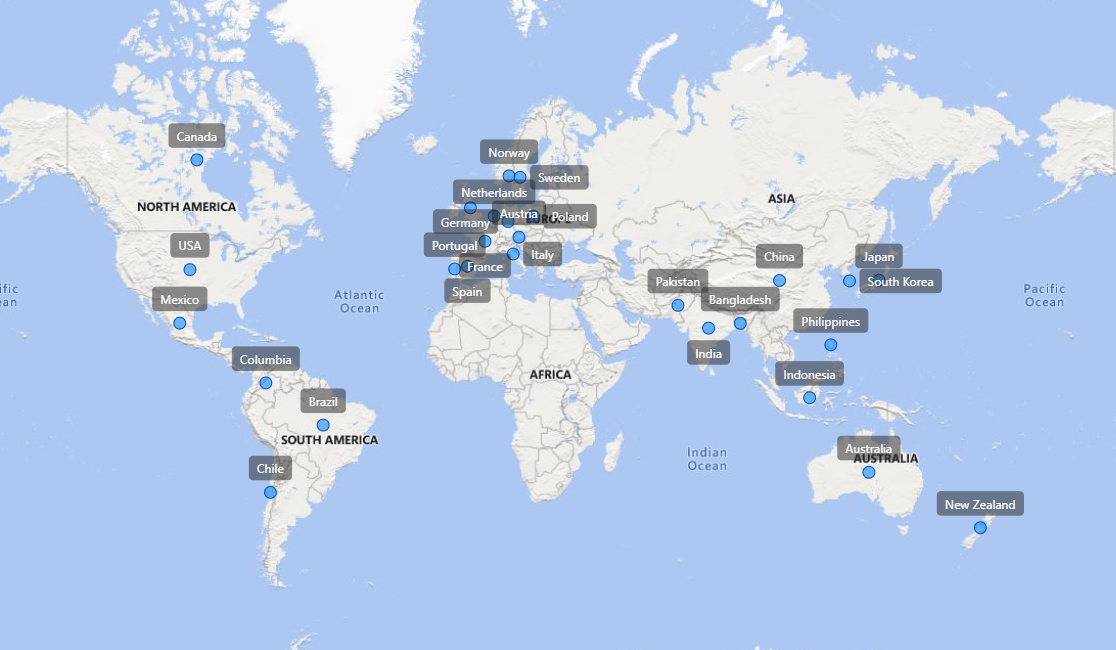 Canada
Norway
Sweden
Netherlands
NORTH AMERICA
ASIA
Austria
Poland
Germany
USA
Portugal
Italy
China
Japan
France
Pakistan
South Korea
Spain
Mexico
Bangladesh
Atlantic
Ocean
Pacific
Ocean
Philippines
India
Columbia
AFRICA
Indonesia
Brazil
SOUTH AMERICA
Australia
AUSTRALIA
Indian
Ocean
Chile
New Zealand